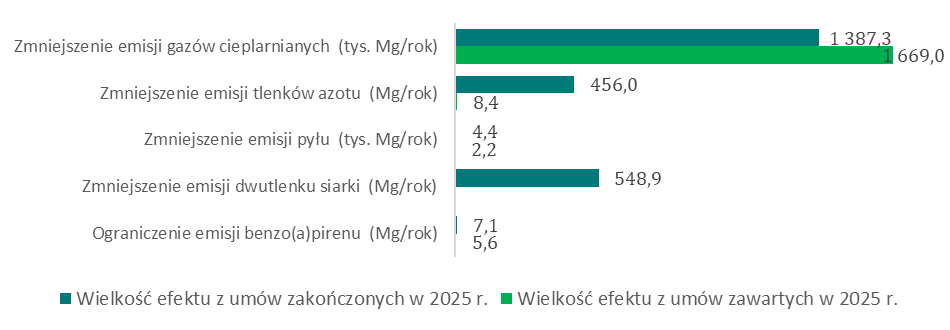 Zmniejszenie emisji gazów cieplarnianych (tys. Mg/rok)
1 387,3
1 669,0
Zmniejszenie emisji tlenków azotu (Mg/rok)
456,0
8,4
Zmniejszenie emisji pyłu (tys. Mg/rok)
4,4
2,2
Zmniejszenie emisji dwutlenku siarki (Mg/rok)
548,9
Ograniczenie emisji benzo(a)pirenu (Mg/rok)
7,1
5,6
Wielkość efektu z umów zakończonych w 2025 r.
Wielkość efektu z umów zawartych w 2025 r.